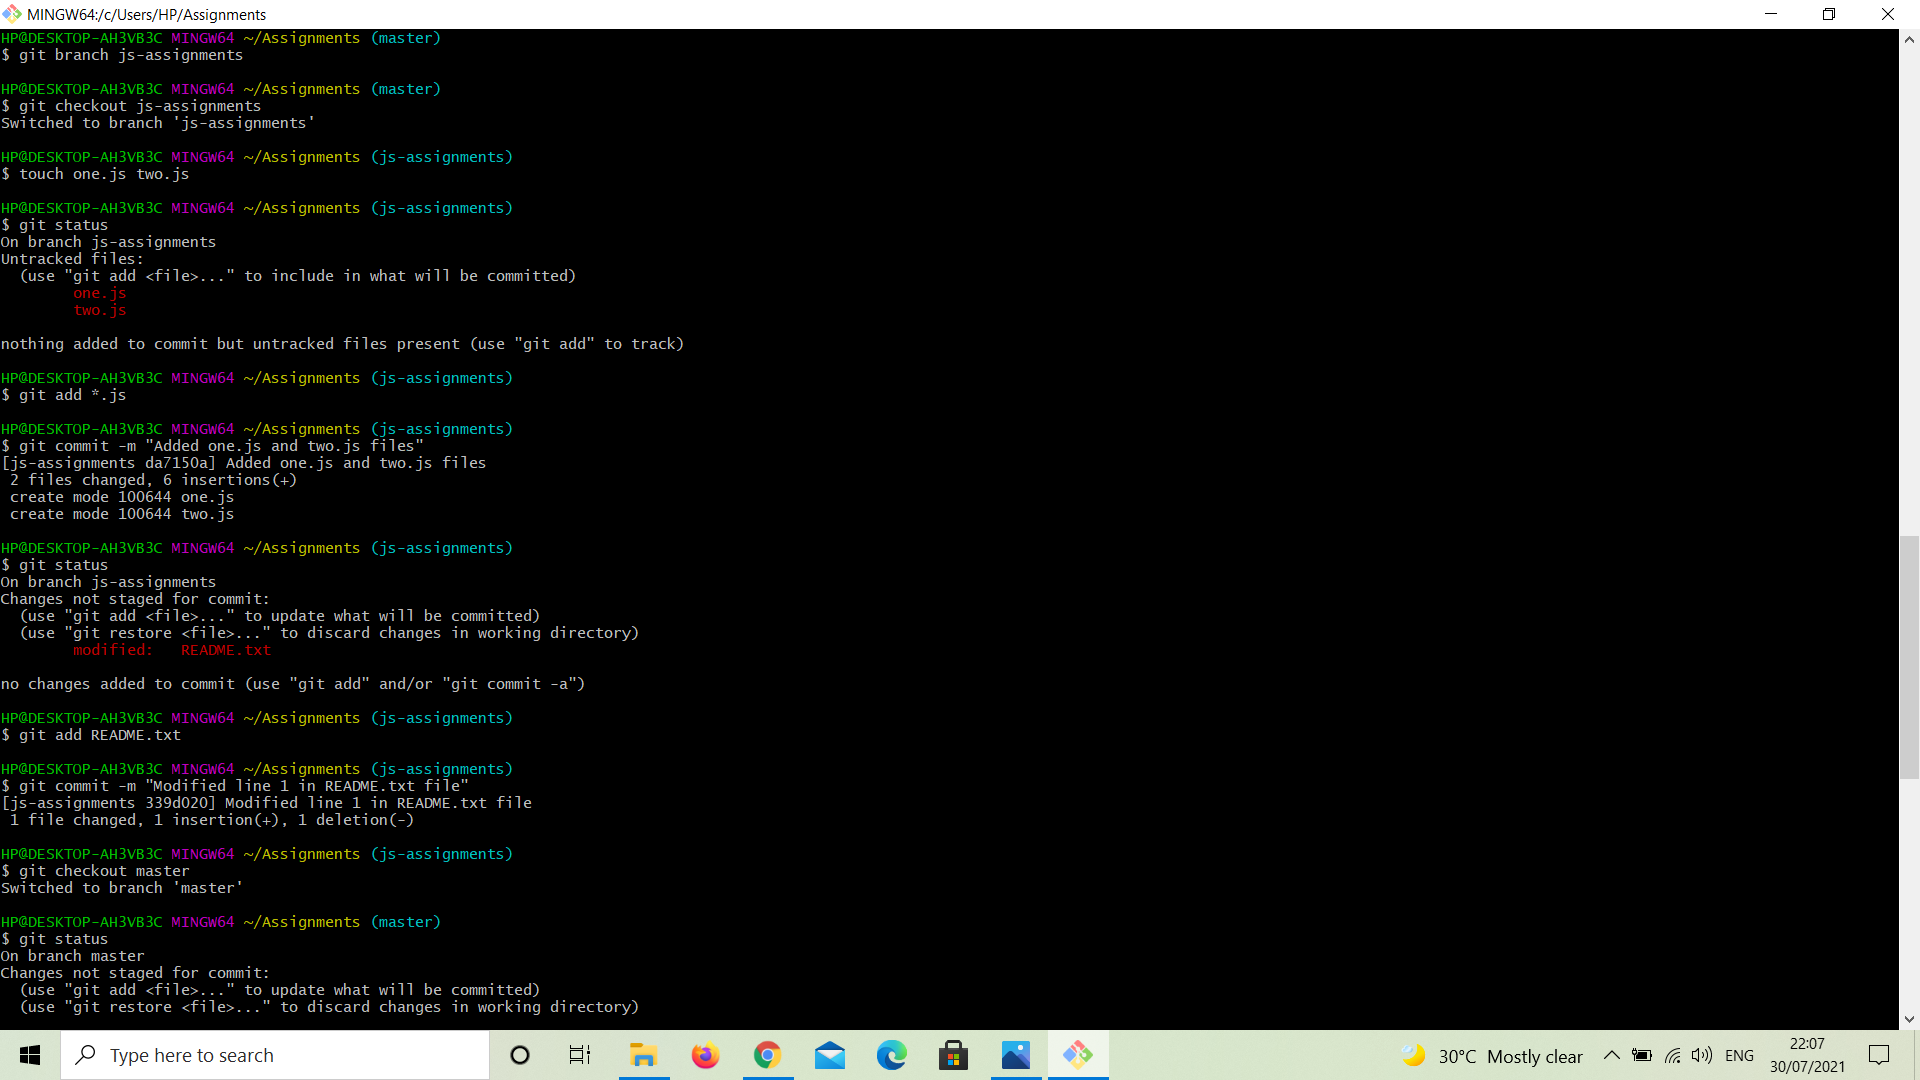 MINGW64:/c/Users/HP/Assignments
HP@DESKTOP-AH3VB3C MINGW64 ~/Assignments (master)
$ git branch js-assignments
HP@DESKTOP-AH3VB3C MINGW64 ~/Assignments (master)
$ git checkout js-assignments
Switched to branch 'js-assignments'
HP@DESKTOP-AH3VB3C MINGW64 ~/Assignments (js-assignments)
$ touch one.js two.js
HP@DESKTOP-AH3VB3C MINGW64 ~/Assignments (js-assignments)
$ git status
On branch js-assignments
Untracked files:
  (use "git add <file>..." to include in what will be committed)
        one.js
        two.js
nothing added to commit but untracked files present (use "git add" to track)
HP@DESKTOP-AH3VB3C MINGW64 ~/Assignments (js-assignments)
$ git add *.js
HP@DESKTOP-AH3VB3C MINGW64 ~/Assignments (js-assignments)
$ git commit -m "Added one.js and two.js files"
[js-assignments da7150a] Added one.js and two.js files
 2 files changed, 6 insertions(+)
 create mode 100644 one.js
 create mode 100644 two.js
HP@DESKTOP-AH3VB3C MINGW64 ~/Assignments (js-assignments)
$ git status
On branch js-assignments
Changes not staged for commit:
  (use "git add <file>..." to update what will be committed)
  (use "git restore <file>..." to discard changes in working directory)
        modified:   README.txt
no changes added to commit (use "git add" and/or "git commit -a")
HP@DESKTOP-AH3VB3C MINGW64 ~/Assignments (js-assignments)
$ git add README.txt
HP@DESKTOP-AH3VB3C MINGW64 ~/Assignments (js-assignments)
$ git commit -m "Modified line 1 in README.txt file"
[js-assignments 339d020] Modified line 1 in README.txt file
 1 file changed, 1 insertion(+), 1 deletion(-)
HP@DESKTOP-AH3VB3C MINGW64 ~/Assignments (js-assignments)
$ git checkout master
Switched to branch 'master'
HP@DESKTOP-AH3VB3C MINGW64 ~/Assignments (master)
$ git status
On branch master
Changes not staged for commit:
  (use "git add <file>..." to update what will be committed)
  (use "git restore <file>..." to discard changes in working directory)
Type here to search
30°C Mostly clear
ENG
22:07
30/07/2021